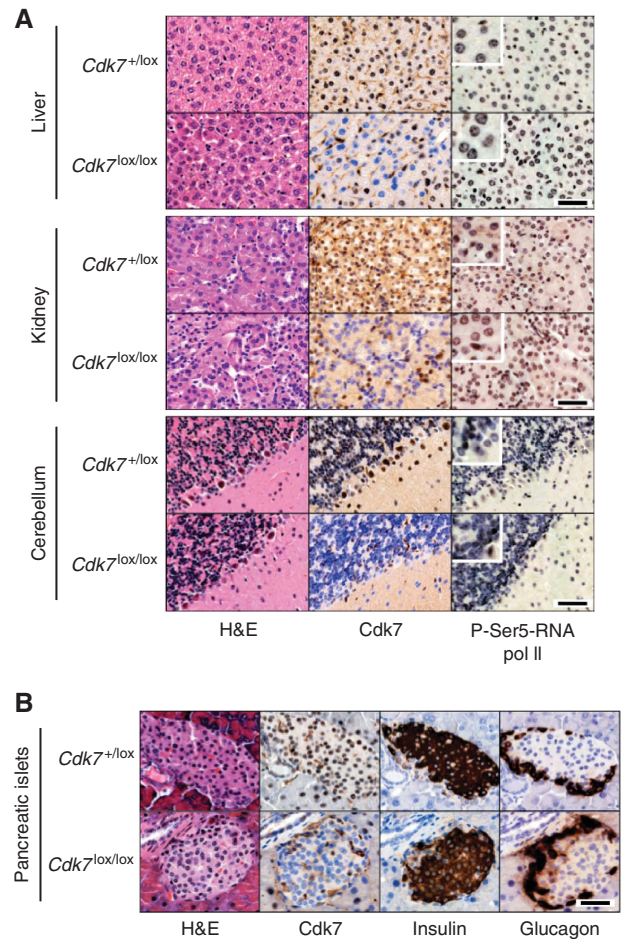 A
Liver
Cdk7+/lox
Cdk7lox/lox
Kidney
Cdk7+/lox
Cdk7lox/lox
Cerebellum
Cdk7+/lox
Cdk7lox/lox
H&E
Cdk7
P-Ser5-RNA
pol II
B
Pancreatic islets
Cdk7+/lox
Cdk7lox/lox
H&E
Cdk7
Insulin
Glucagon